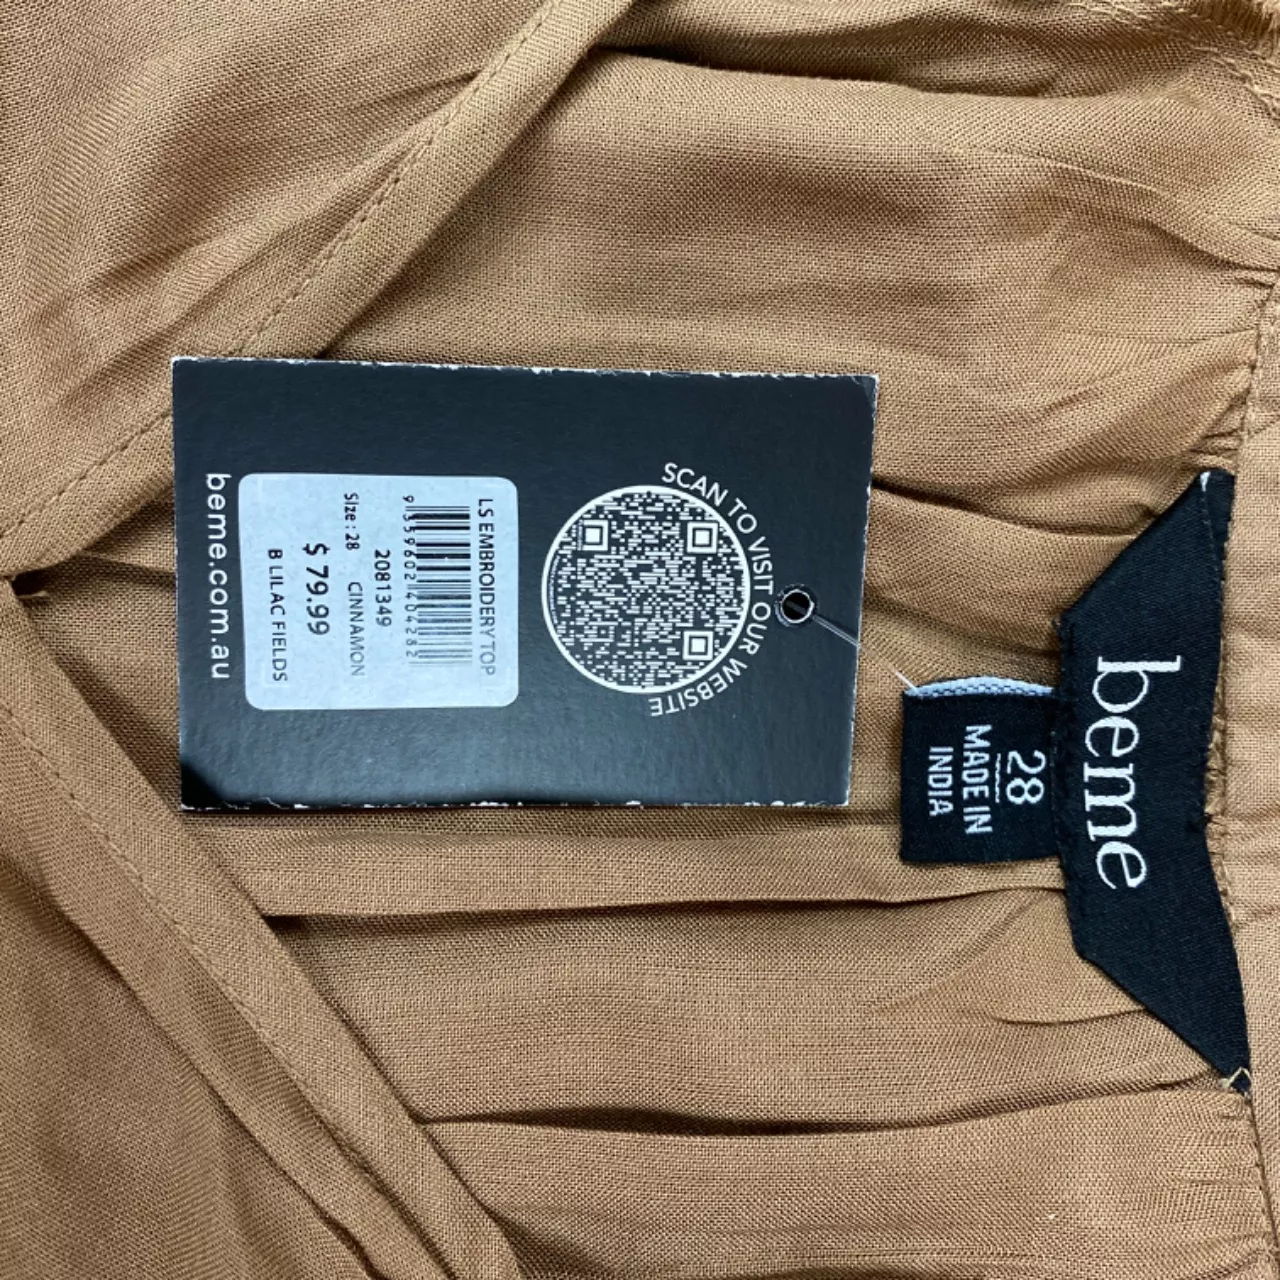 SCAN TO VISIT OUR WEBSITE
LS EMBROIDERY TOP
9359602404282
2081349
Size : 28 CINNAMON
$ 79.99
B LILAC FIELDS
beme.com.au
beme
28
MADE IN
INDIA